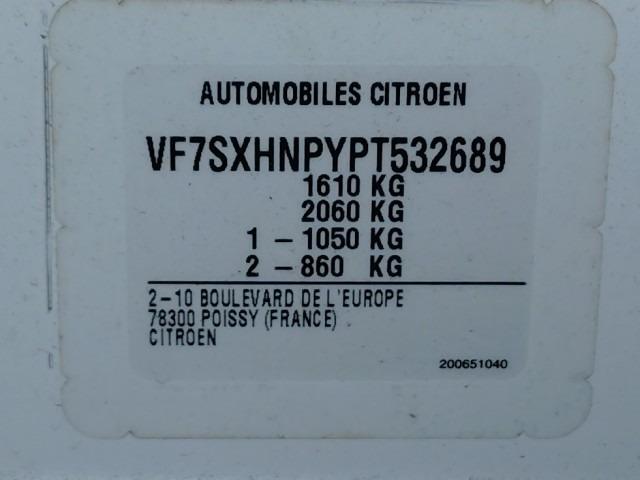 AUTOMOBILES CITROEN
VF7SXHNPYPT532689
1610 KG
2060 KG
1 - 1050 KG
2 - 860 KG
2-10 BOULEVARD DE L'EUROPE
78300 POISSY (FRANCE)
CITROEN
200651040